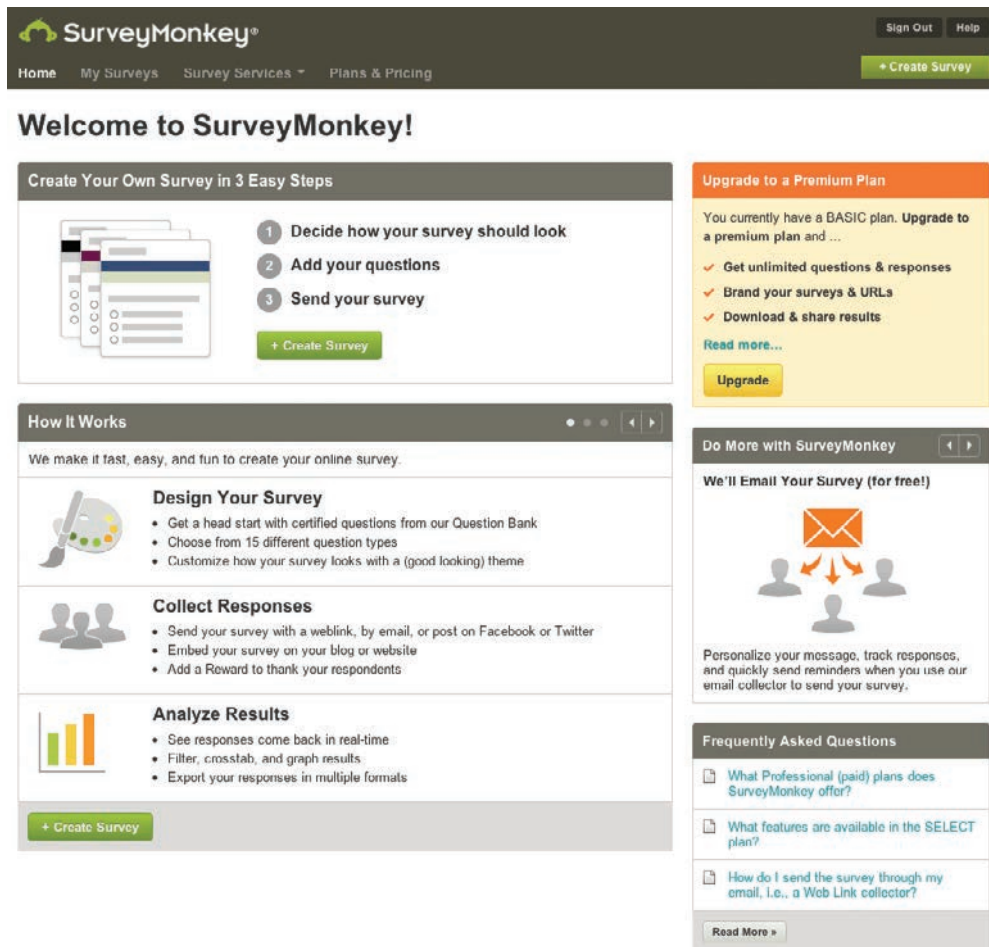 SurveyMonkey®
Sign Out Help
Home My Surveys Survey Services Plans & Pricing
+ Create Survey
Welcome to SurveyMonkey!
Create Your Own Survey in 3 Easy Steps
1 Decide how your survey should look
2 Add your questions
3 Send your survey
+ Create Survey
How It Works
We make it fast, easy, and fun to create your online survey.
Design Your Survey
• Get a head start with certified questions from our Question Bank
• Choose from 15 different question types
• Customize how your survey looks with a (good looking) theme
Collect Responses
• Send your survey with a weblink, by email, or post on Facebook or Twitter
• Embed your survey on your blog or website
• Add a Reward to thank your respondents
Analyze Results
• See responses come back in real-time
• Filter, crosstab, and graph results
• Export your responses in multiple formats
+ Create Survey
Upgrade to a Premium Plan
You currently have a BASIC plan. Upgrade to
a premium plan and ...
Get unlimited questions & responses
Brand your surveys & URLs
Download & share results
Read more...
Upgrade
Do More with SurveyMonkey
We'll Email Your Survey (for free!)
Personalize your message, track responses,
and quickly send reminders when you use our
email collector to send your survey.
Frequently Asked Questions
What Professional (paid) plans does
SurveyMonkey offer?
What features are available in the SELECT
plan?
How do I send the survey through my
email, i.e., a Web Link collector?
Read More »